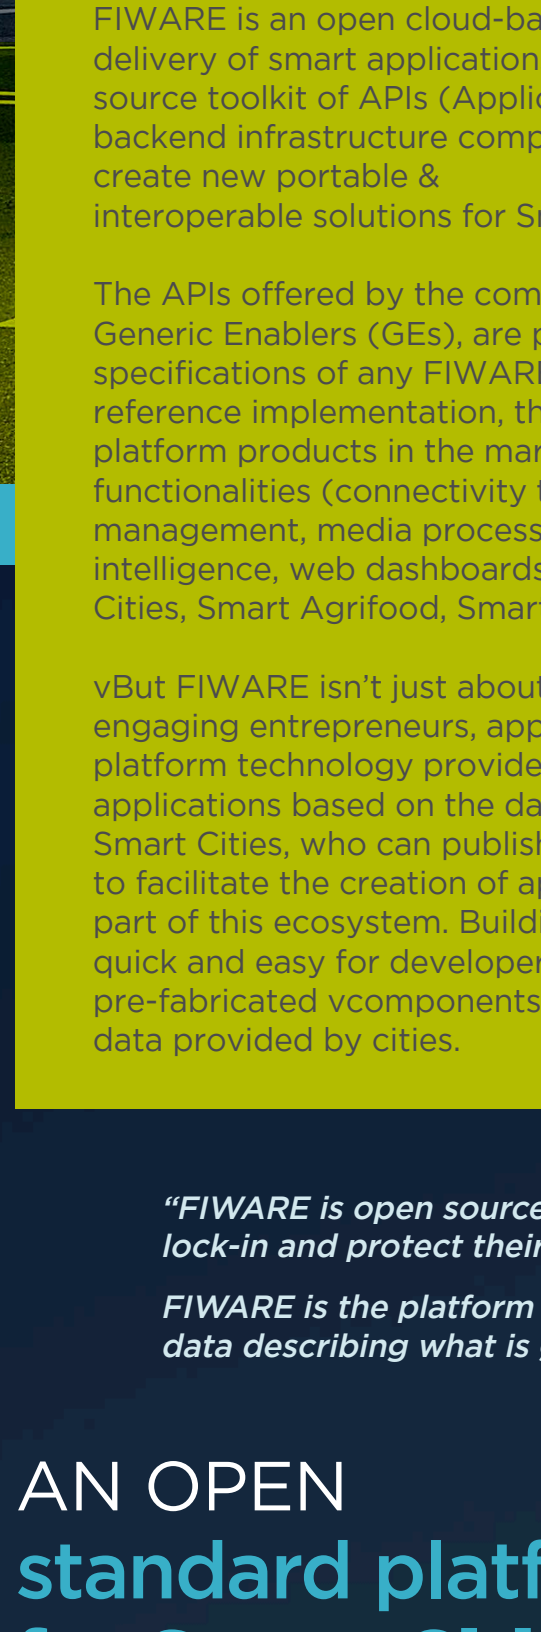 FIWARE is an open cloud-ba
delivery of smart application
source toolkit of APIs (Applic
backend infrastructure comp
create new portable &
interoperable solutions for Sm
The APIs offered by the com
Generic Enablers (GEs), are p
specifications of any FIWARE
reference implementation, th
platform products in the mar
functionalities (connectivity t
management, media process
intelligence, web dashboards
Cities, Smart Agrifood, Smart
vBut FIWARE isn’t just about
engaging entrepreneurs, app
platform technology provide
applications based on the da
Smart Cities, who can publish
to facilitate the creation of ap
part of this ecosystem. Buildi
quick and easy for developer
pre-fabricated vcomponents
data provided by cities.
“FIWARE is open source
lock-in and protect their
FIWARE is the platform
data describing what is
AN OPEN
standard platf